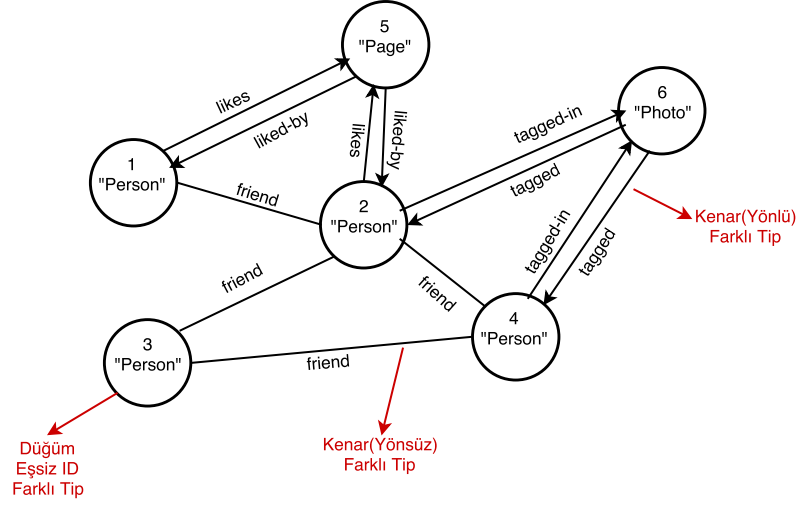 5
"Page"
likes
liked-by
likes
liked-by
6
"Photo"
tagged-in
tagged
1
"Person"
friend
2
"Person"
tagged-in
tagged
Kenar(Yönlü)
Farklı Tip
friend
friend
4
"Person"
3
"Person"
friend
Düğüm
Eşsiz ID
Farklı Tip
Kenar(Yönsüz)
Farklı Tip